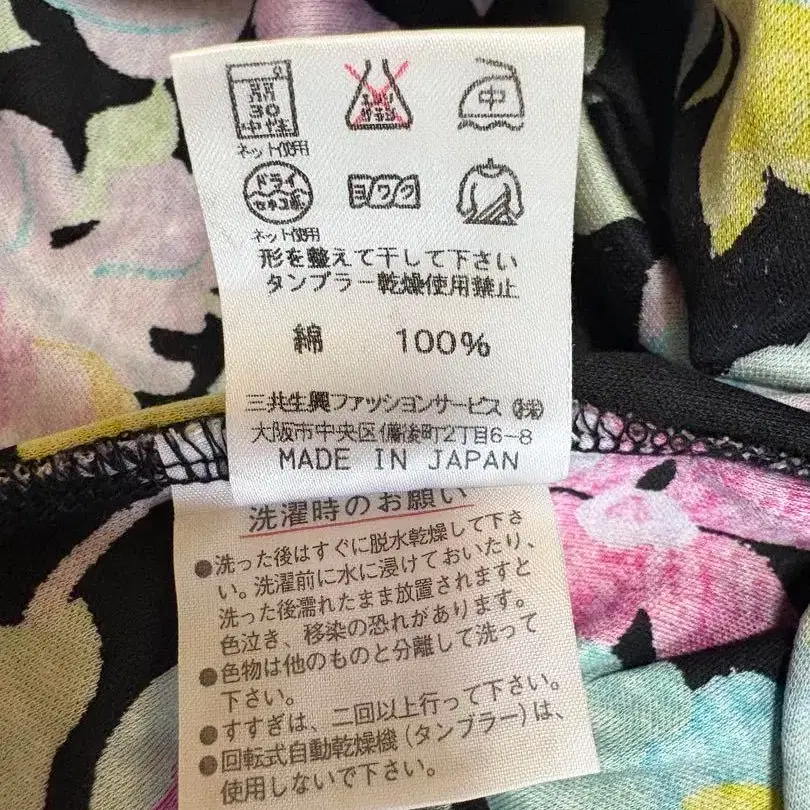 弱
30
中性
ネット使用
エンソ
サラシ
中
ドライ
セキユ系
ネット使用
ヨワク
形を整えて干して下さい
タンブラー乾燥使用禁止
綿 100%
三共生興ファッションサービス㈱
大阪市中央区備後町2丁目6-8
MADE IN JAPAN
洗濯時のお願い
●洗った後はすぐに脱水乾燥して下さ
い。洗濯前に水に浸けておいたり、
洗った後濡れたまま放置されますと
色泣き、移染の恐れがあります。
●色物は他のものと分離して洗って
下さい。
●すすぎは、二回以上行って下さい。
●回転式自動乾燥機(タンブラー)は、
使用しないで下さい。